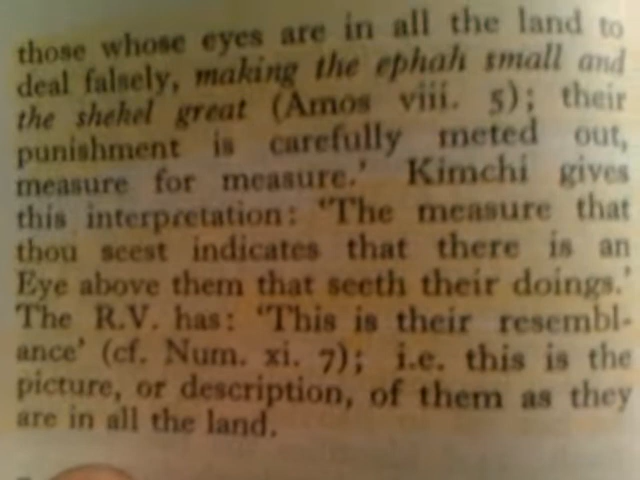 those whose eyes are in all the land to
deal falsely, making the ephah small and
the shekel great (Amos viii. 5); their
punishment is carefully meted out,
measure for measure.' Kimchi gives
this interpretation: 'The measure that
thou seest indicates that there is an
Eye above them that seeth their doings.'
The R.V. has: 'This is their resembl-
ance' (cf. Num. xi. 7); i.e. this is the
picture, or description, of them as they
are in all the land.